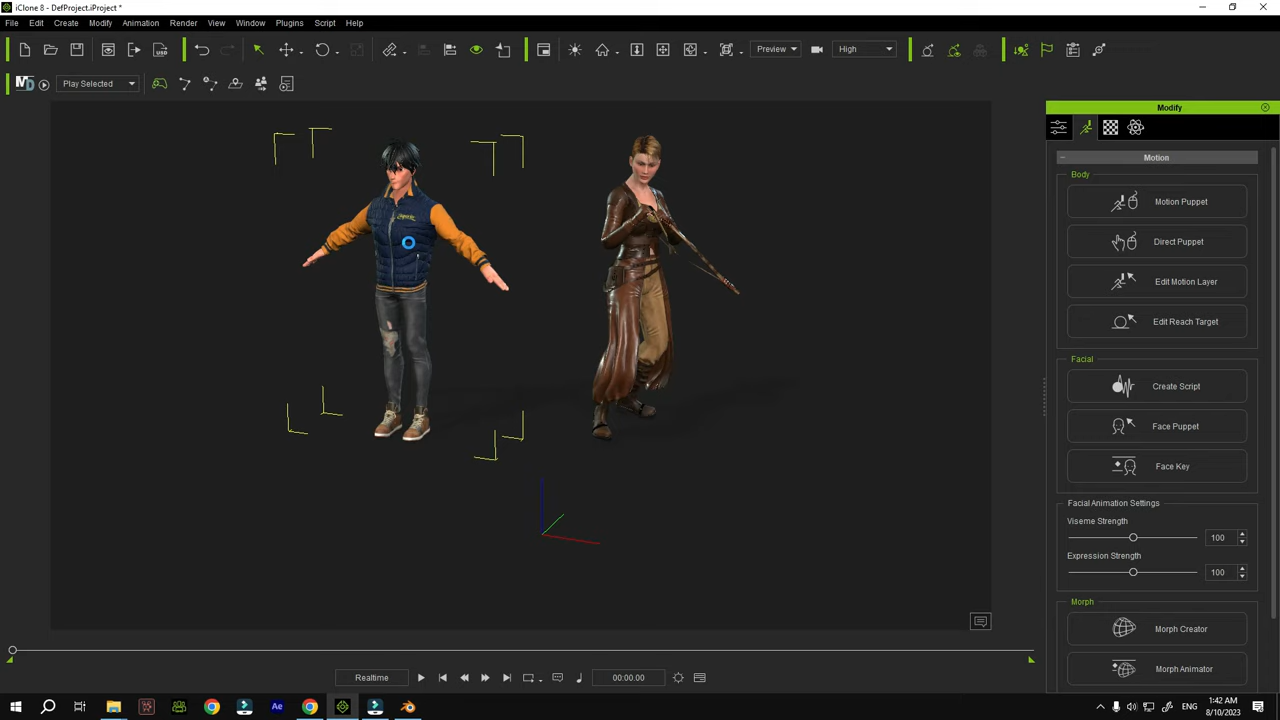 iClone 8 - DefProject.iProject *
File Edit Create Modify Animation Render View Window Plugins Script Help
Preview High
Play Selected
Modify
Motion
Body
Motion Puppet
Direct Puppet
Edit Motion Layer
Edit Reach Target
Facial
Create Script
Face Puppet
Face Key
Facial Animation Settings
Viseme Strength
100
Expression Strength
100
Morph
Morph Creator
Morph Animator
Realtime 00:00.00
Ae ENG 1:42 AM
8/10/2023